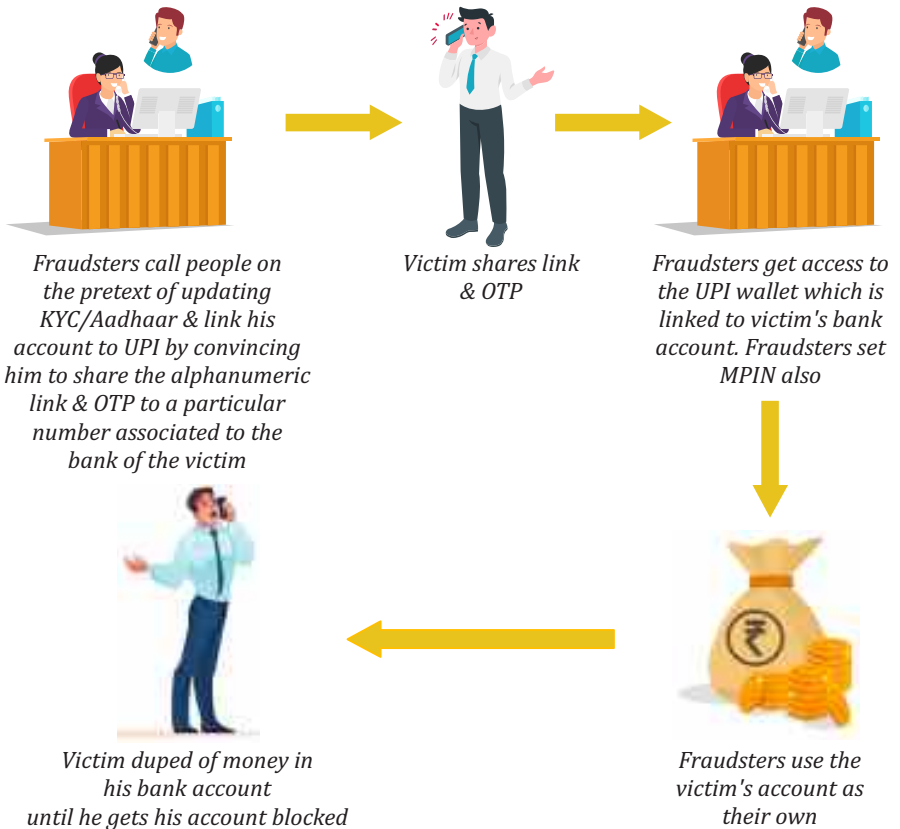 Fraudsters call people on
the pretext of updating
KYC/Aadhaar & link his
account to UPI by convincing
him to share the alphanumeric
link & OTP to a particular
number associated to the
bank of the victim
Victim shares link
& OTP
Fraudsters get access to
the UPI wallet which is
linked to victim's bank
account. Fraudsters set
MPIN also
₹
Fraudsters use the
victim's account as
their own
Victim duped of money in
his bank account
until he gets his account blocked